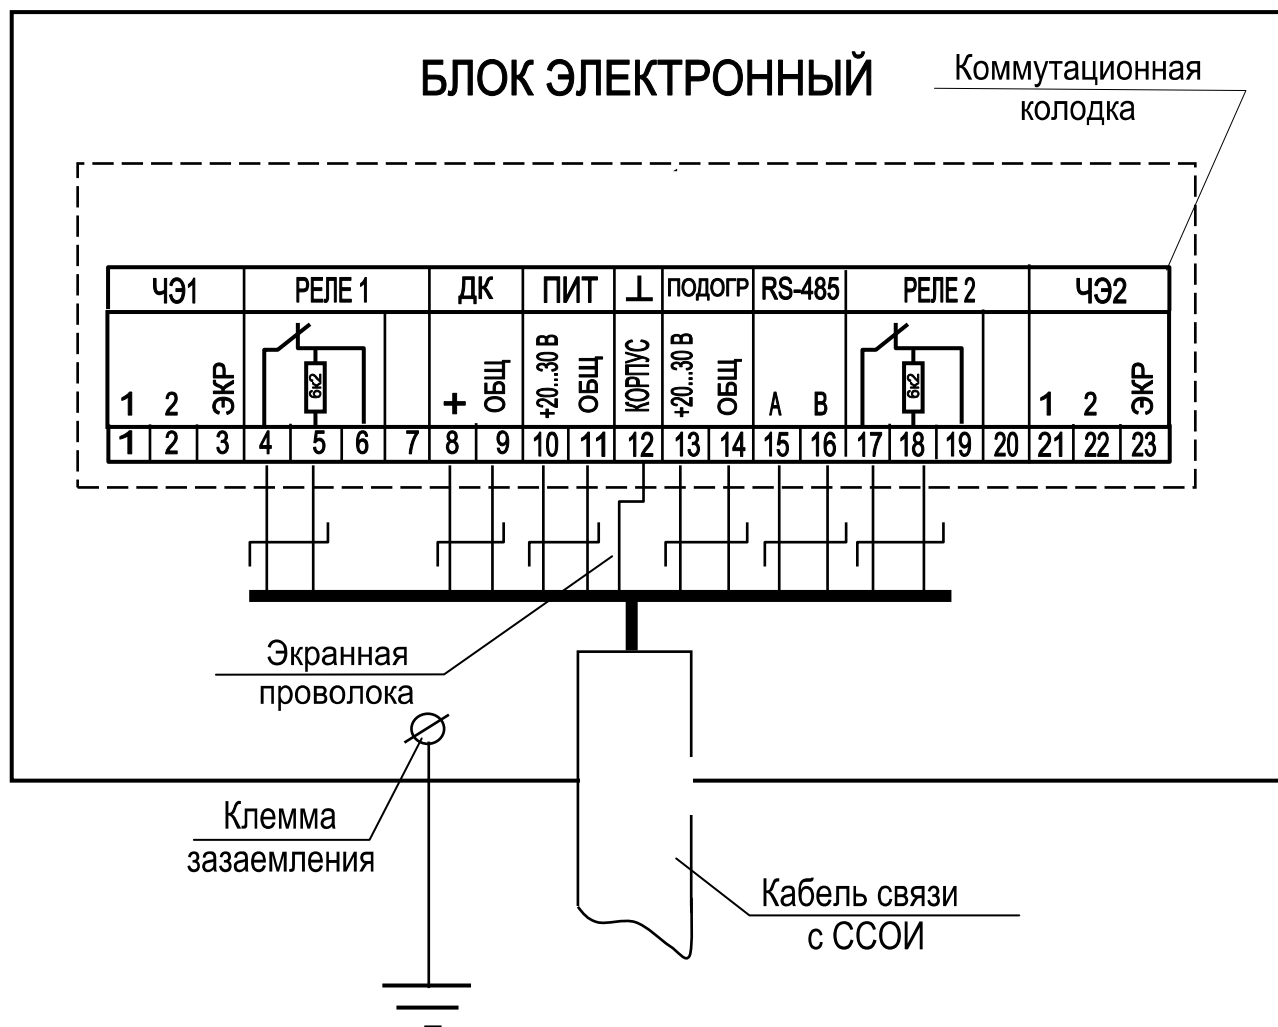 БЛОК ЭЛЕКТРОННЫЙ
Коммутационная
колодка
ЧЭ1 РЕЛЕ 1 ДК ПИТ ⊥ ПОДОГР RS-485 РЕЛЕ 2 ЧЭ2
1 2 ЭКР 6к2 + ОБЩ +20...30 В ОБЩ КОРПУС +20...30 В ОБЩ A B 6к2 1 2 ЭКР
1 2 3 4 5 6 7 8 9 10 11 12 13 14 15 16 17 18 19 20 21 22 23
Экранная
проволока
Клемма
зазаемления
Кабель связи
с ССОИ